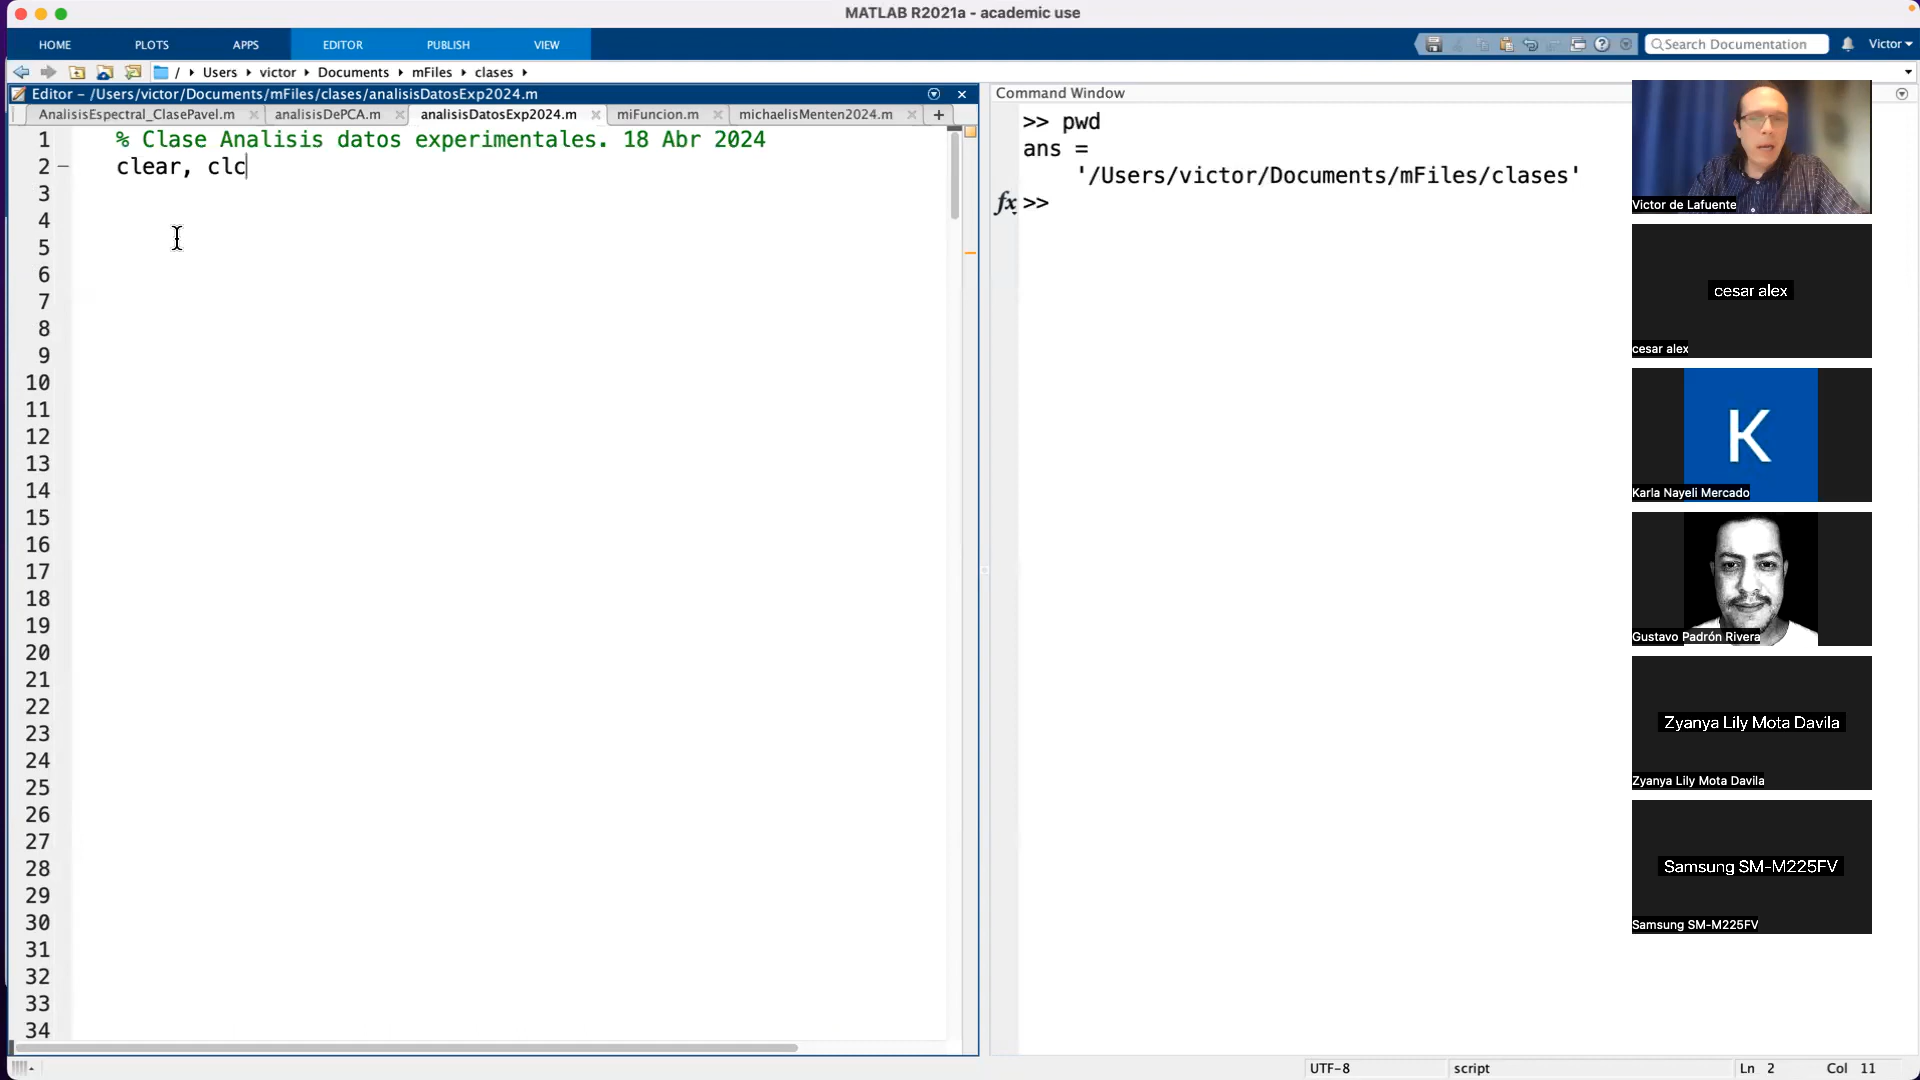 MATLAB R2021a - academic use
HOME PLOTS APPS EDITOR PUBLISH VIEW
Search Documentation Victor
/ Users victor Documents mFiles clases
Editor - /Users/victor/Documents/mFiles/clases/analisisDatosExp2024.m
AnalisisEspectral_ClasePavel.m analisisDePCA.m analisisDatosExp2024.m miFuncion.m michaelisMenten2024.m
1 % Clase Analisis datos experimentales. 18 Abr 2024
2 clear, clc
3
4
5
6
7
8
9
10
11
12
13
14
15
16
17
18
19
20
21
22
23
24
25
26
27
28
29
30
31
32
33
34
Command Window
>> pwd
ans =
'/Users/victor/Documents/mFiles/clases'
fx >>
Victor de Lafuente
cesar alex
cesar alex
K
Karla Nayeli Mercado
Gustavo Padrón Rivera
Zyanya Lily Mota Davila
Zyanya Lily Mota Davila
Samsung SM-M225FV
Samsung SM-M225FV
UTF-8 script Ln 2 Col 11